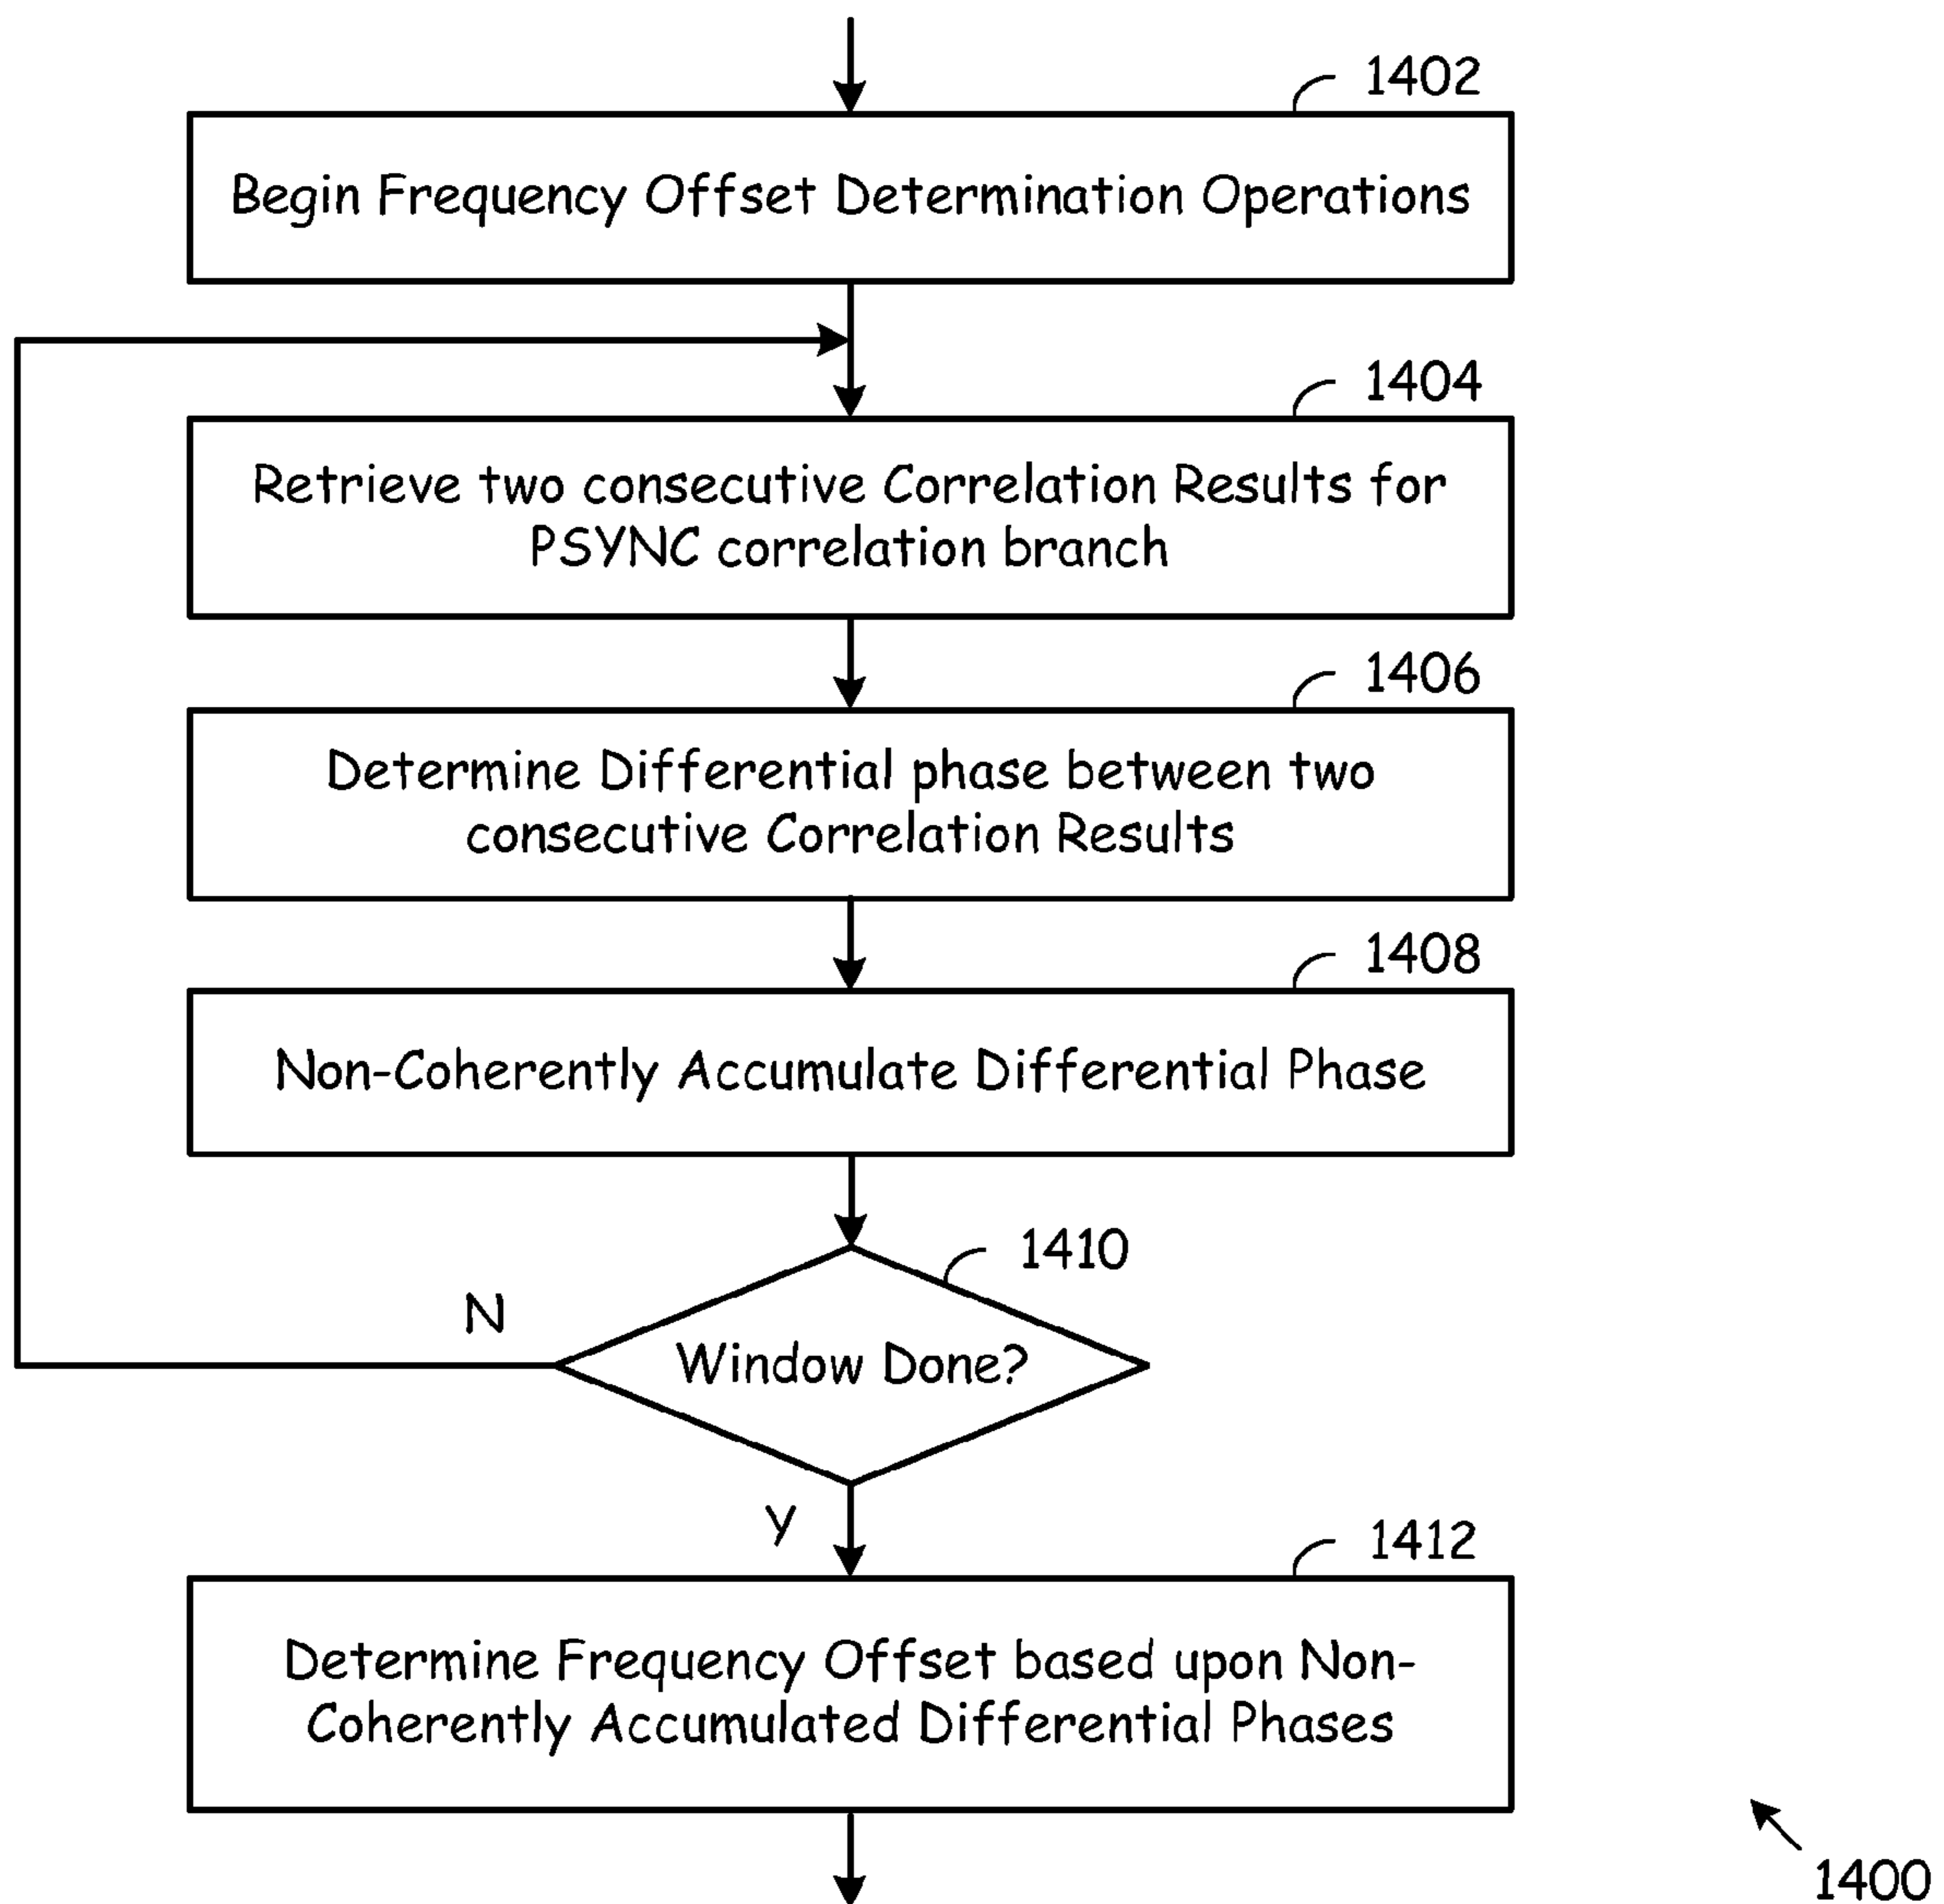 1402
Begin Frequency Offset Determination Operations
1404
Retrieve two consecutive Correlation Results for
PSYNC correlation branch
1406
Determine Differential phase between two
consecutive Correlation Results
1408
Non-Coherently Accumulate Differential Phase
1410
N
Window Done?
Y
1412
Determine Frequency Offset based upon Non-
Coherently Accumulated Differential Phases
1400